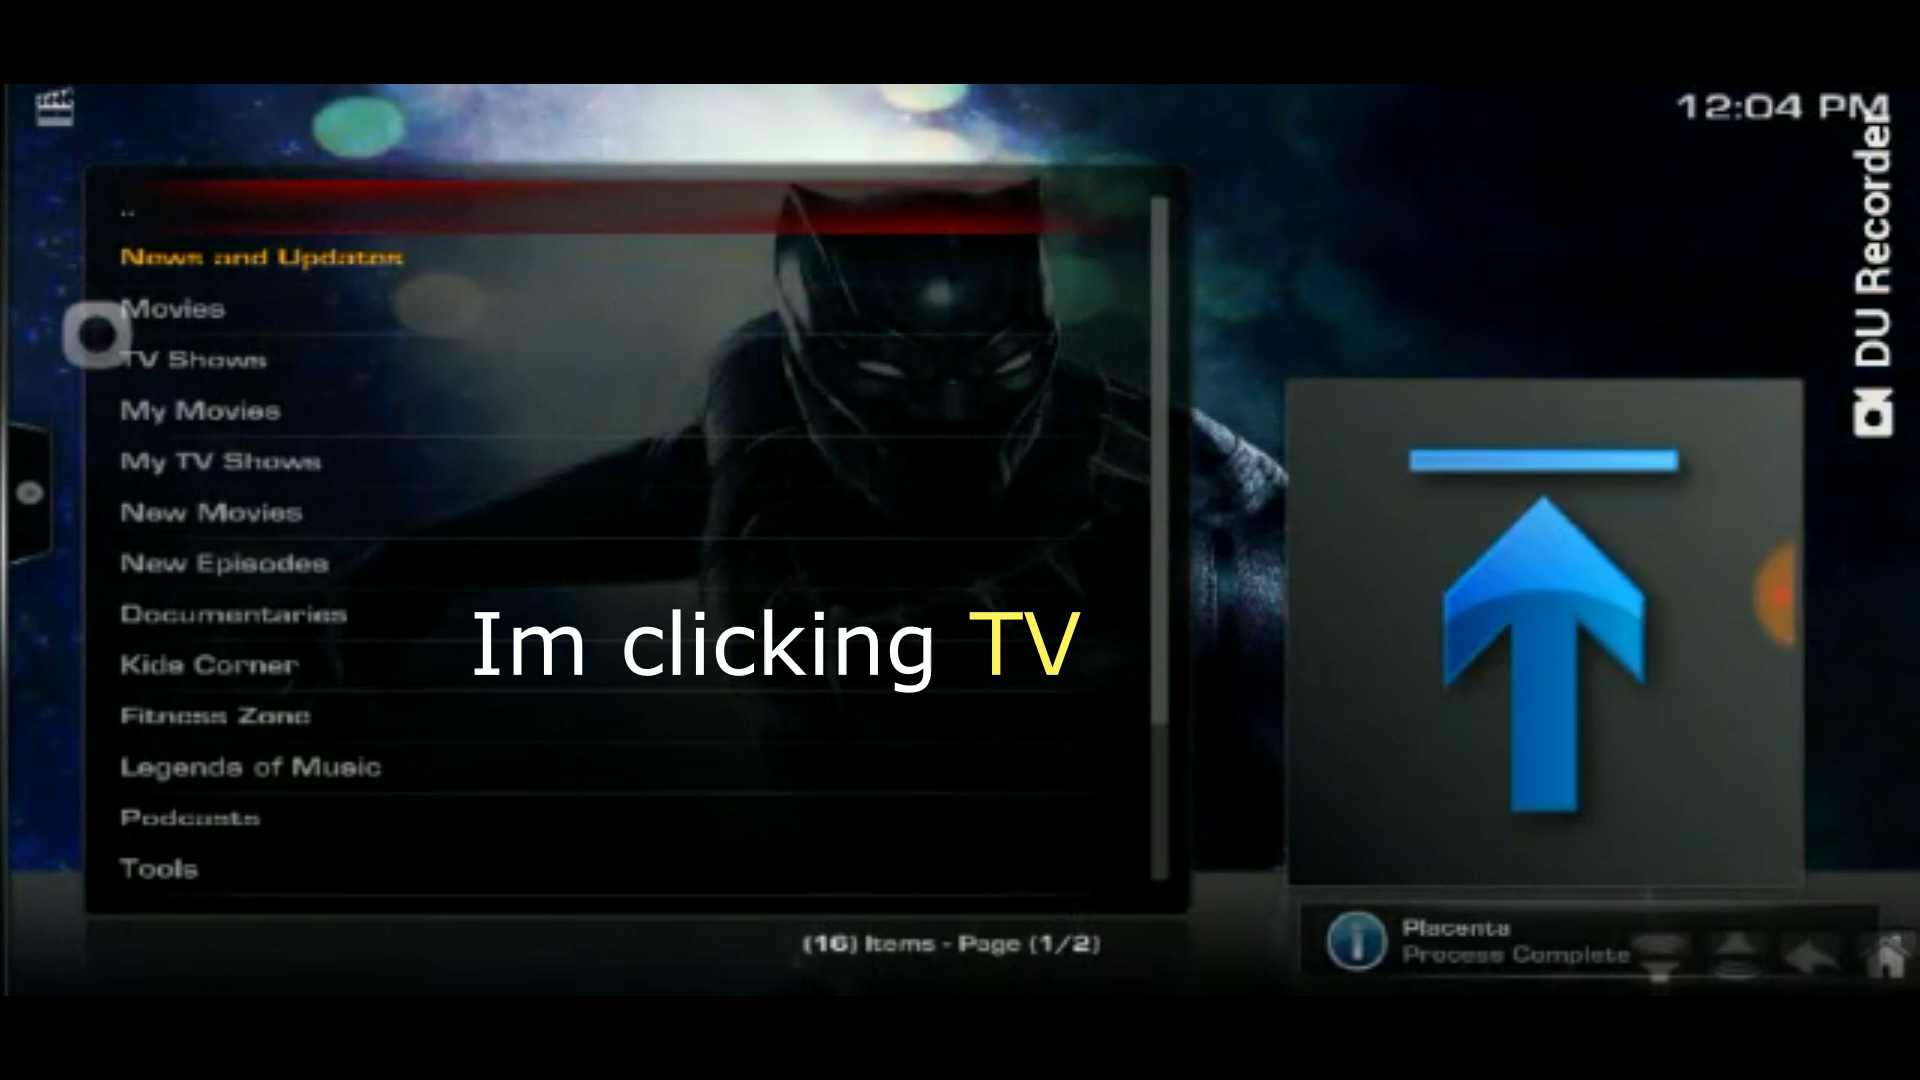 12:04 PM
DU Recorder
..
News and Updates
Movies
TV Shows
My Movies
My TV Shows
New Movies
New Episodes
Documentaries
Kids Corner
Fitness Zone
Legends of Music
Podcasts
Tools
Im clicking TV
(16) Items - Page (1/2)
Placenta
Process Complete